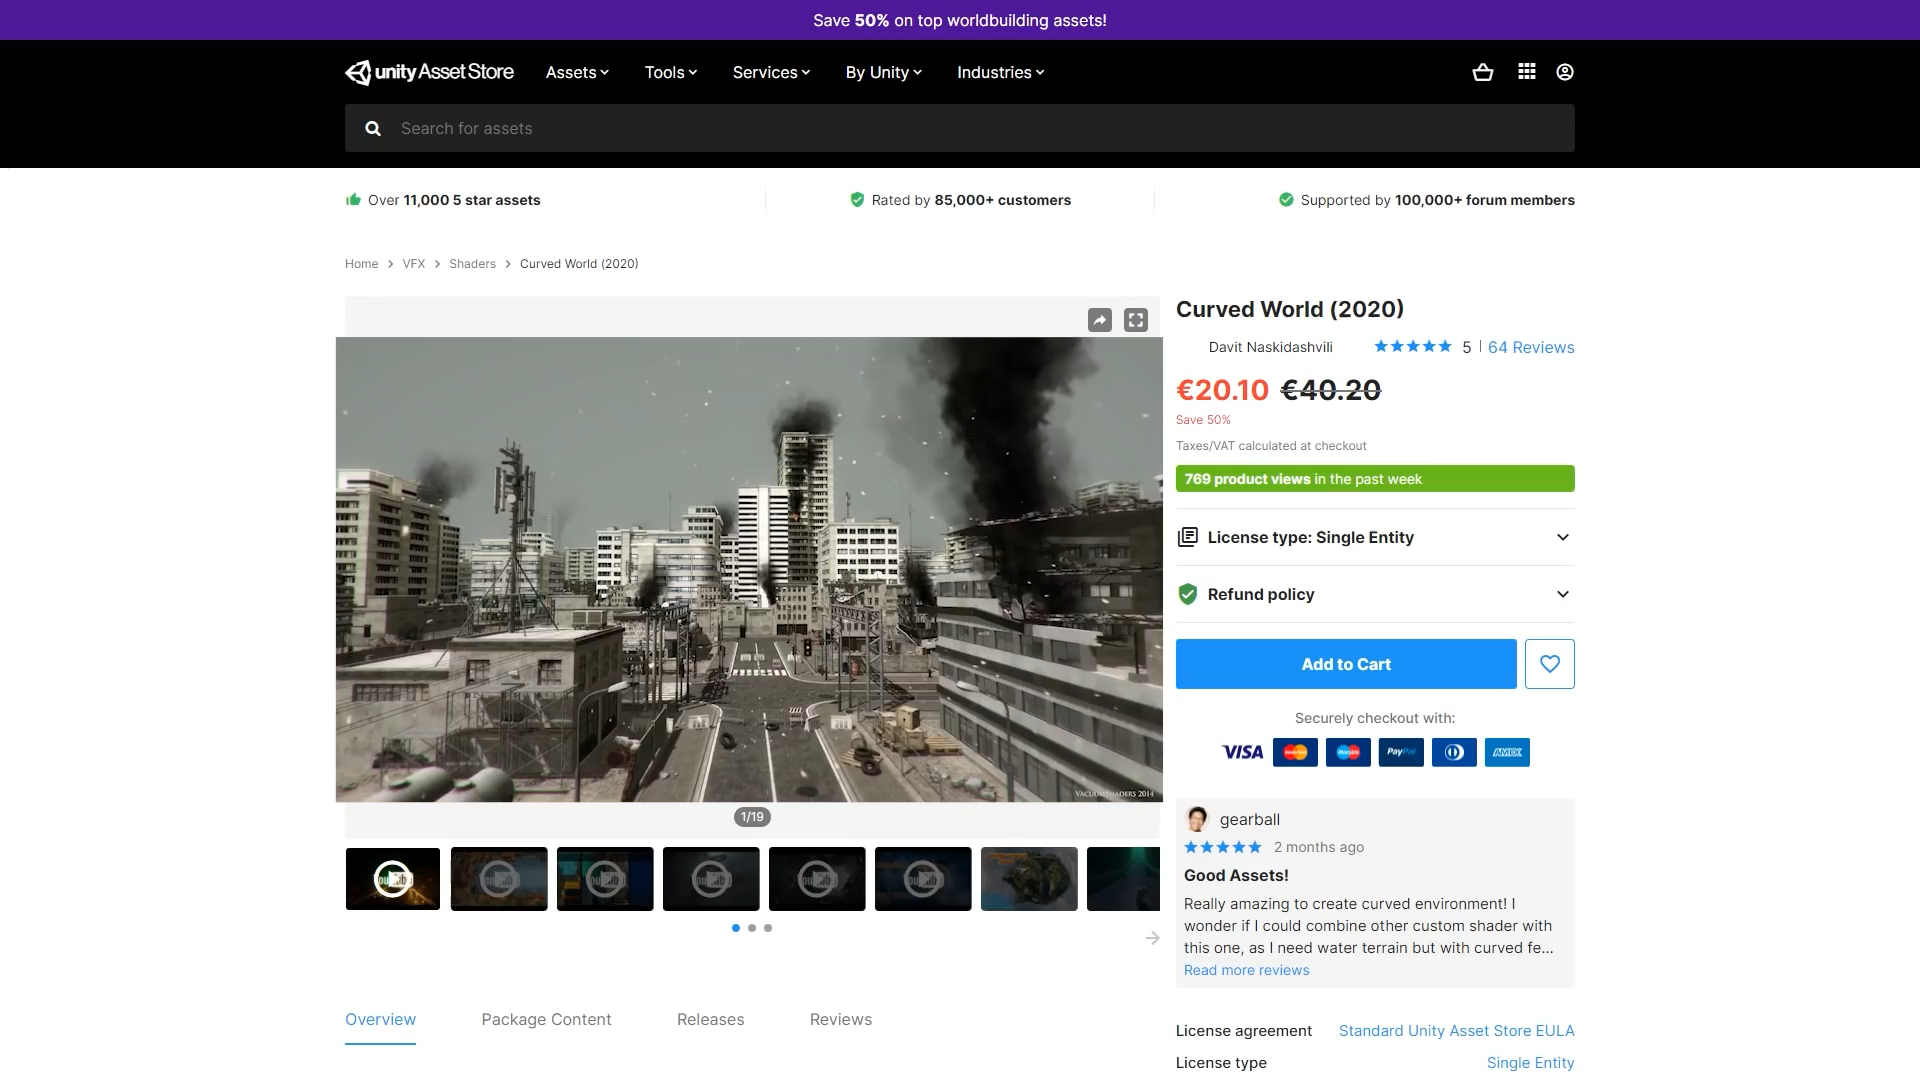 Save 50% on top worldbuilding assets!
unity Asset Store
Assets
Tools
Services
By Unity
Industries
Search for assets
Over 11,000 5 star assets
Rated by 85,000+ customers
Supported by 100,000+ forum members
Home > VFX > Shaders > Curved World (2020)
Curved World (2020)
Davit Naskidashvili
5 | 64 Reviews
€20.10 €40.20
Save 50%
Taxes/VAT calculated at checkout
769 product views in the past week
License type: Single Entity
Refund policy
Add to Cart
Securely checkout with:
VISA
PayPal
AMEX
VACUUMSHADERS 2014
1/19
gearball
2 months ago
Good Assets!
Really amazing to create curved environment! I
wonder if I could combine other custom shader with
this one, as I need water terrain but with curved fe...
Read more reviews
Overview
Package Content
Releases
Reviews
License agreement
Standard Unity Asset Store EULA
License type
Single Entity